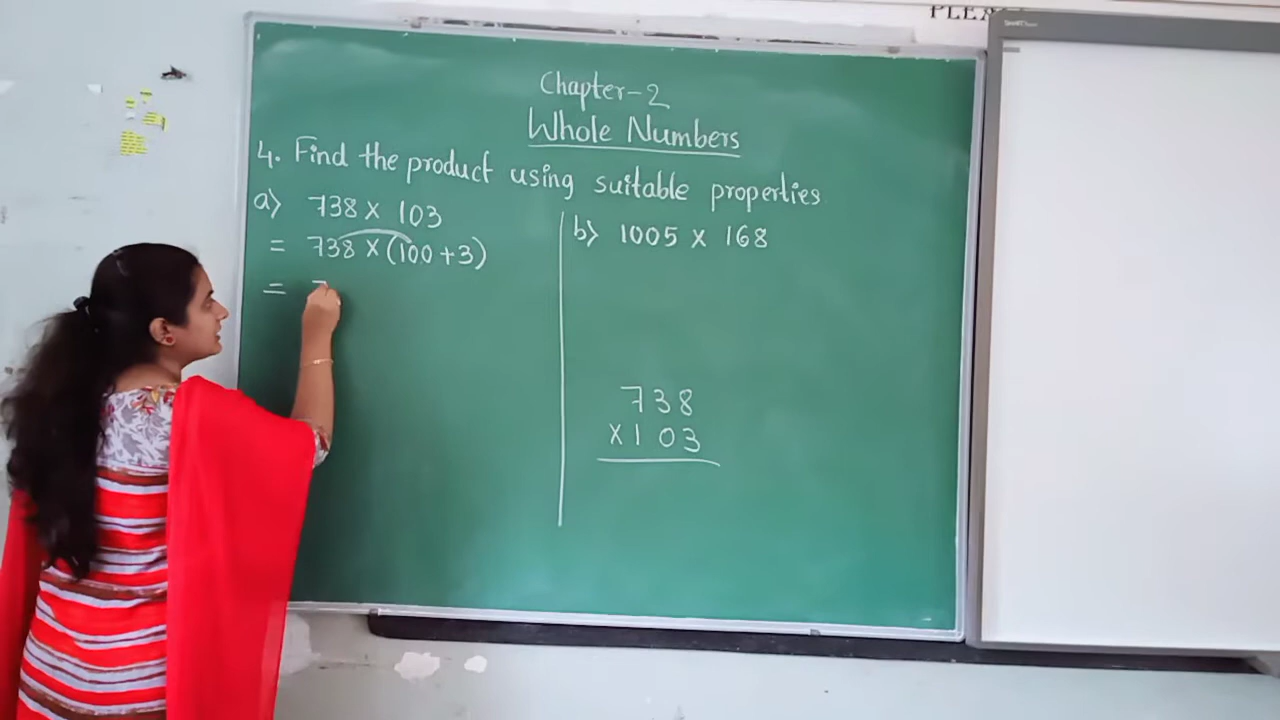 Chapter-2
Whole Numbers
4. Find the product using suitable properties
a) 738 × 103
= 738 × (100 + 3)
= 7
b) 1005 × 168
738
× 103